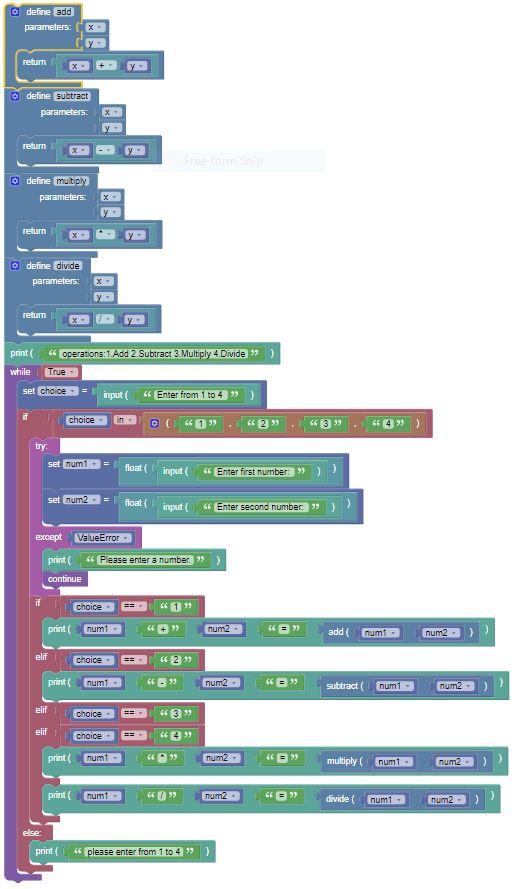 define add
parameters: x
y
return x + y
define subtract
parameters: x
y
return x - y
Free-form Snip
define multiply
parameters: x
y
return x * y
define divide
parameters: x
y
return x / y
print ( “ operations:1.Add 2.Subtract 3.Multiply 4.Divide ” )
while True
set choice = input ( “ Enter from 1 to 4 ” )
if choice in ( “ 1 ” , “ 2 ” , “ 3 ” , “ 4 ” )
try:
set num1 = float ( input ( “ Enter first number: ” ) )
set num2 = float ( input ( “ Enter second number: ” ) )
except ValueError
print ( “ Please enter a number. ” )
continue
if choice == “ 1 ”
print ( num1 “ + ” num2 “ = ” add ( num1 num2 ) )
elif choice == “ 2 ”
print ( num1 “ - ” num2 “ = ” subtract ( num1 num2 ) )
elif choice == “ 3 ”
elif choice == “ 4 ”
print ( num1 “ * ” num2 “ = ” multiply ( num1 num2 ) )
print ( num1 “ / ” num2 “ = ” divide ( num1 num2 ) )
else:
print ( “ please enter from 1 to 4 ” )